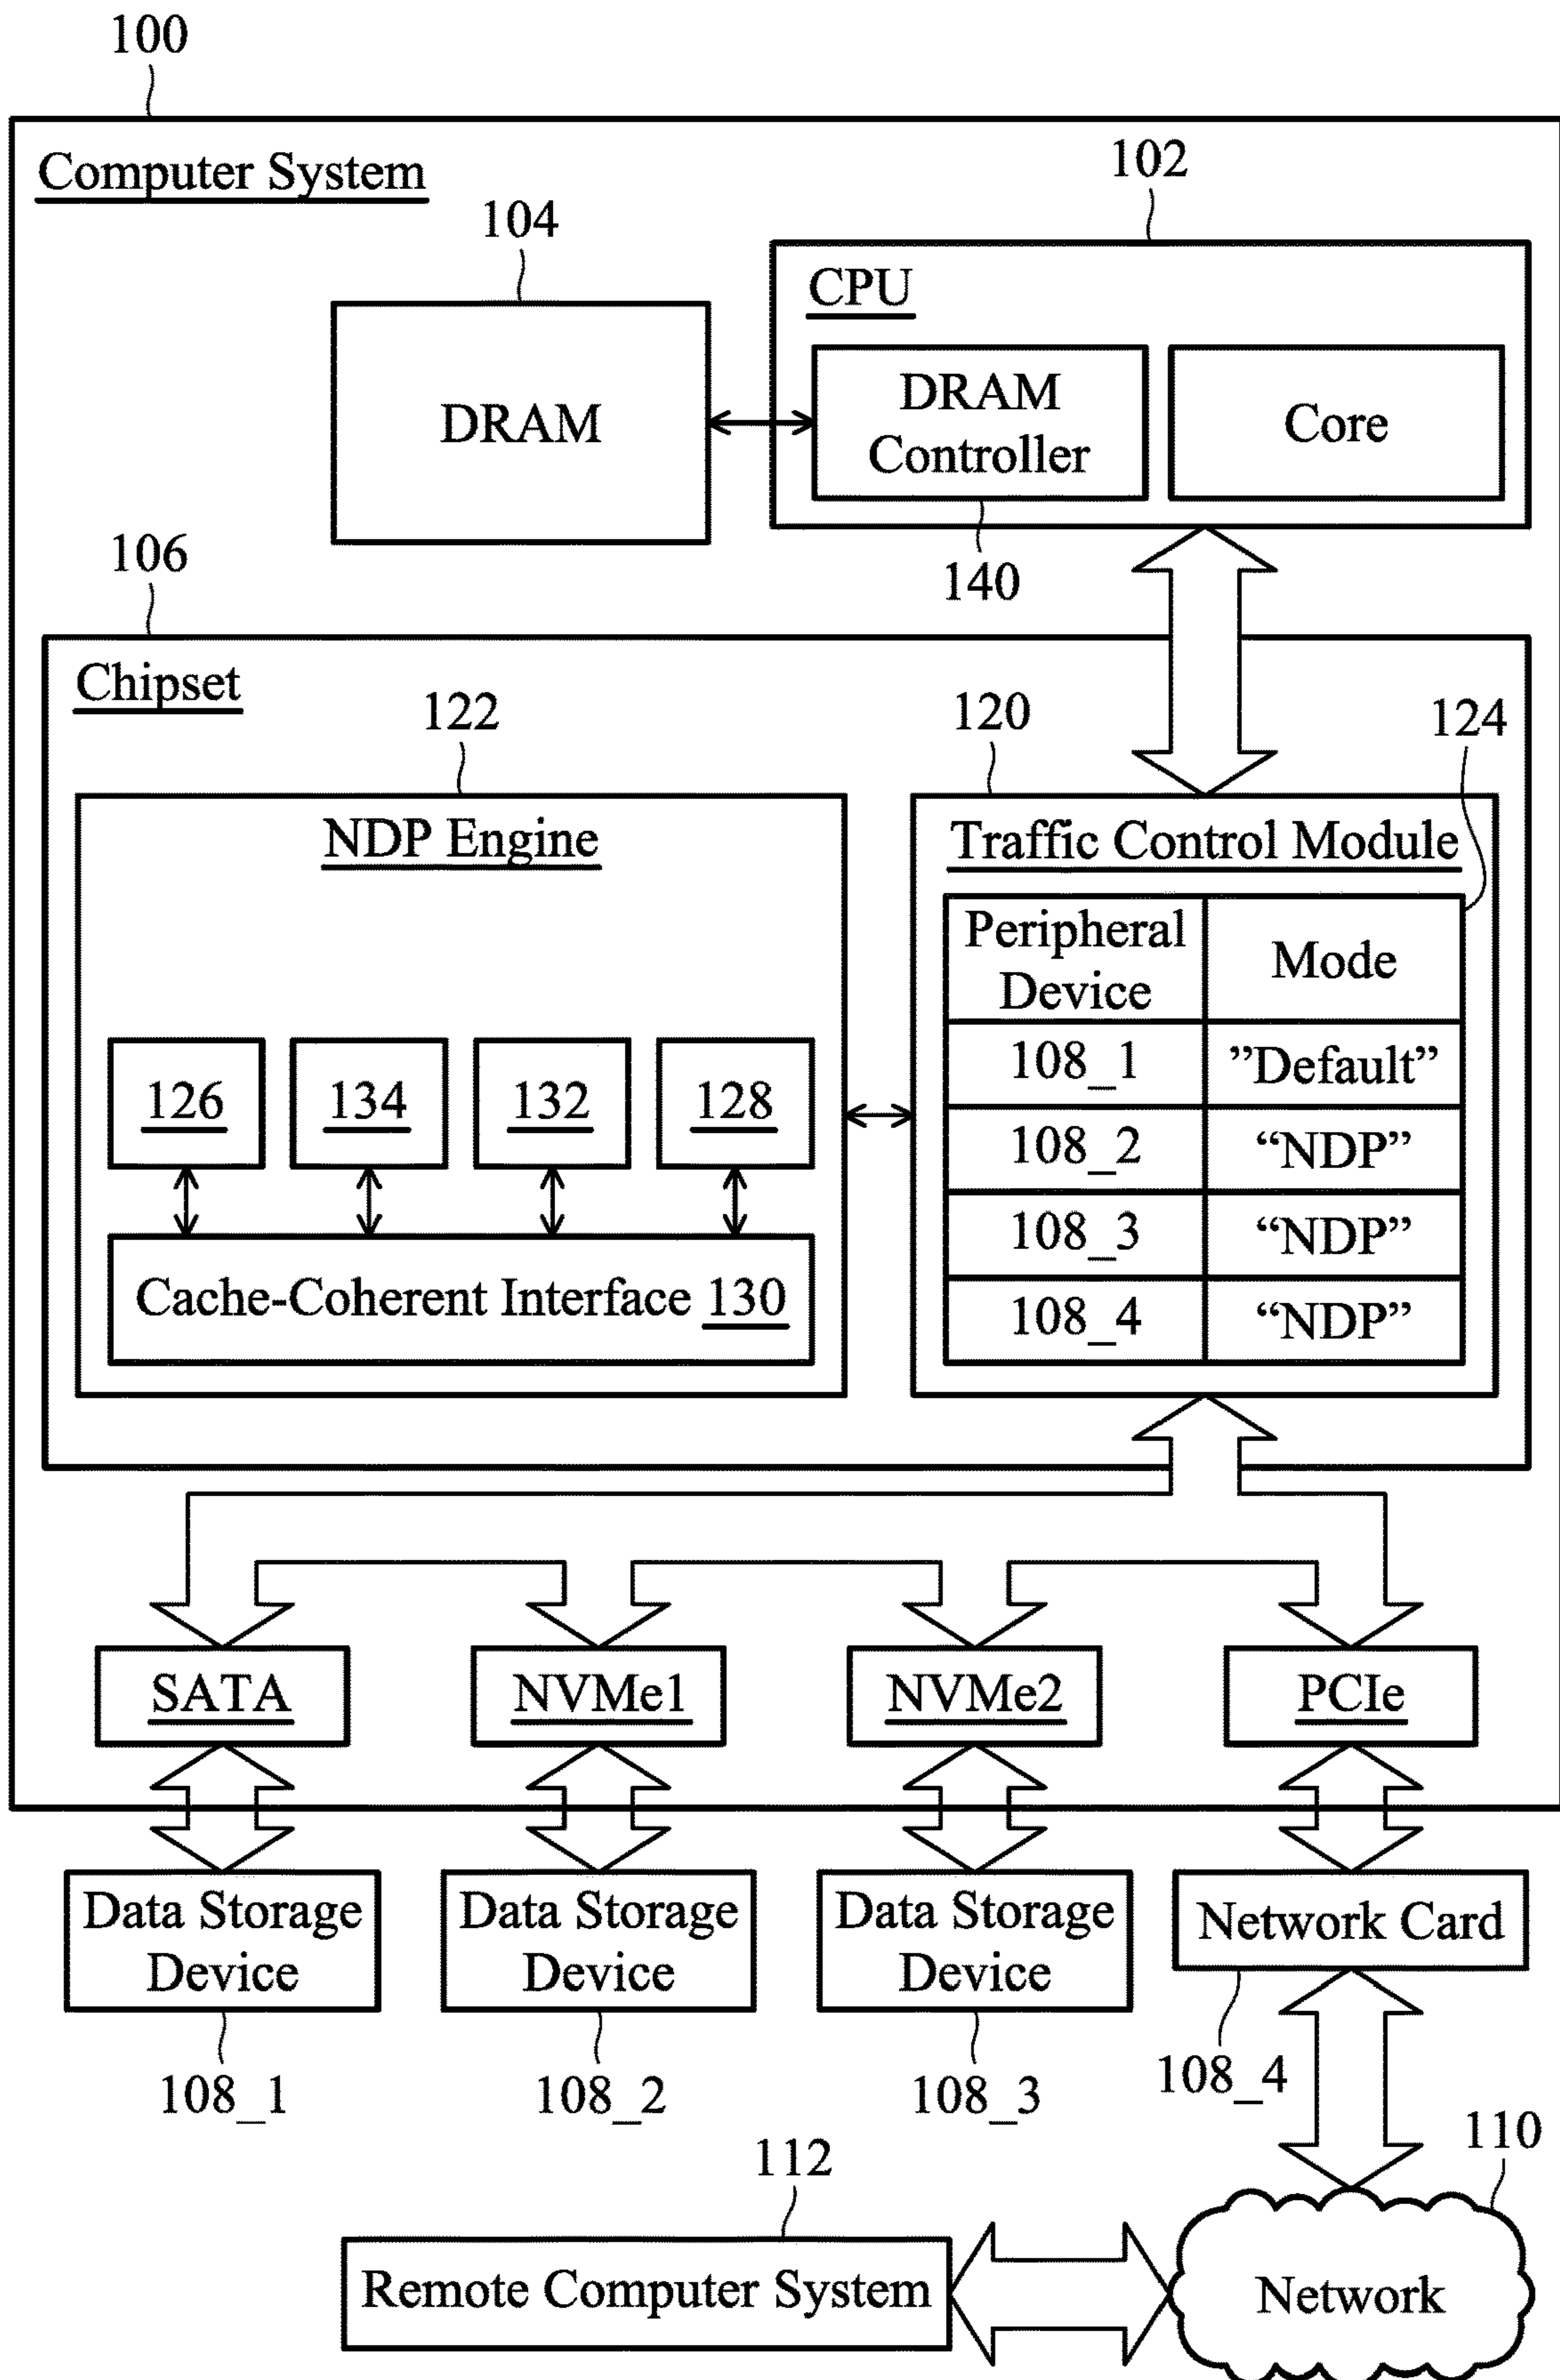 100
Computer System
102
104
CPU
DRAM
DRAM
Controller
Core
140
106
Chipset
122
120
124
NDP Engine
Traffic Control Module
Peripheral
Device
Mode
108_1
”Default”
108_2
“NDP”
108_3
“NDP”
108_4
“NDP”
126
134
132
128
Cache-Coherent Interface 130
SATA
NVMe1
NVMe2
PCIe
Data Storage
Device
Data Storage
Device
Data Storage
Device
Network Card
108_1
108_2
108_3
108_4
110
112
Remote Computer System
Network